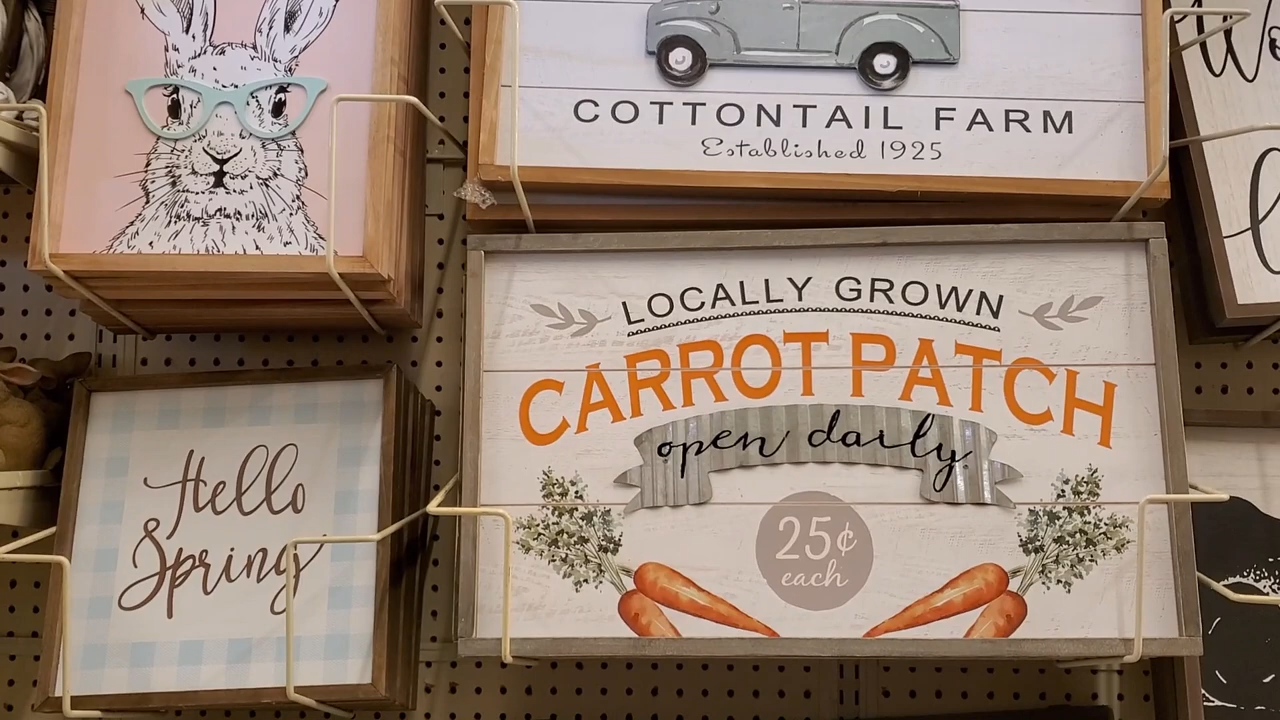 COTTONTAIL FARM
Established 1925
LOCALLY GROWN
CARROT PATCH
open daily
25¢
each
Hello
Spring